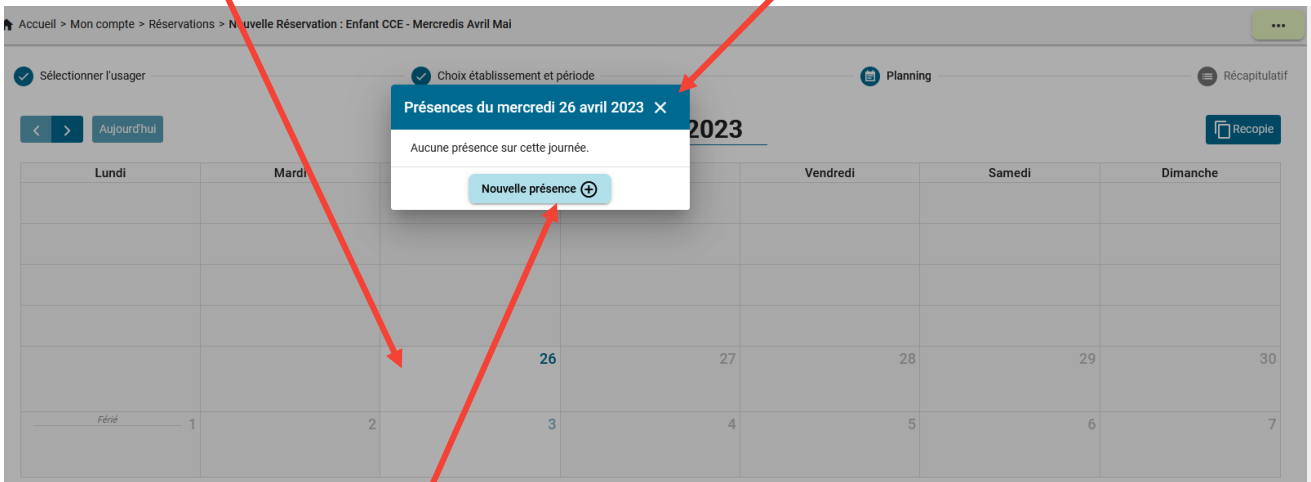 Accueil > Mon compte > Réservations > Nouvelle Réservation : Enfant CCE - Mercredis Avril Mai
...
Sélectionner l'usager
Choix établissement et période
Planning
Récapitulatif
Présences du mercredi 26 avril 2023 ×
< >
Aujourd'hui
2023
Recopie
Aucune présence sur cette journée.
Lundi
Mardi
Vendredi
Samedi
Dimanche
Nouvelle présence
26
27
28
29
30
Férié
1
2
3
4
5
6
7